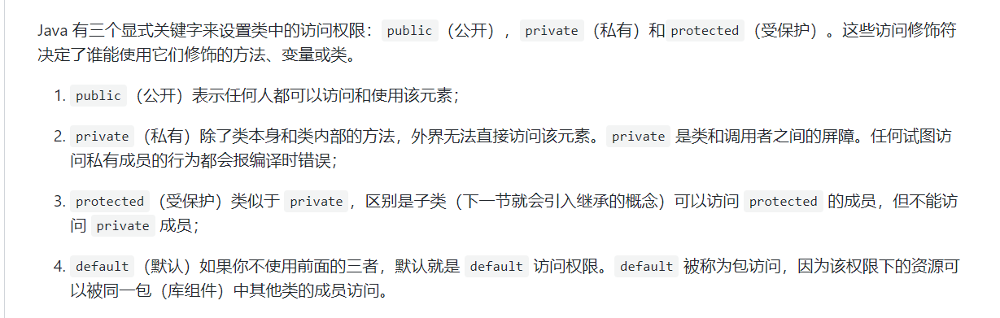 Java 有三个显式关键字来设置类中的访问权限：public（公开），private（私有）和protected（受保护）。这些访问修饰符
决定了谁能使用它们修饰的方法、变量或类。
1. public（公开）表示任何人都可以访问和使用该元素；
2. private（私有）除了类本身和类内部的方法，外界无法直接访问该元素。private 是类和调用者之间的屏障。任何试图访
问私有成员的行为都会报编译时错误；
3. protected（受保护）类似于 private，区别是子类（下一节就会引入继承的概念）可以访问 protected 的成员，但不能访
问 private 成员；
4. default（默认）如果你不使用前面的三者，默认就是 default 访问权限。default 被称为包访问，因为该权限下的资源可
以被同一包（库组件）中其他类的成员访问。